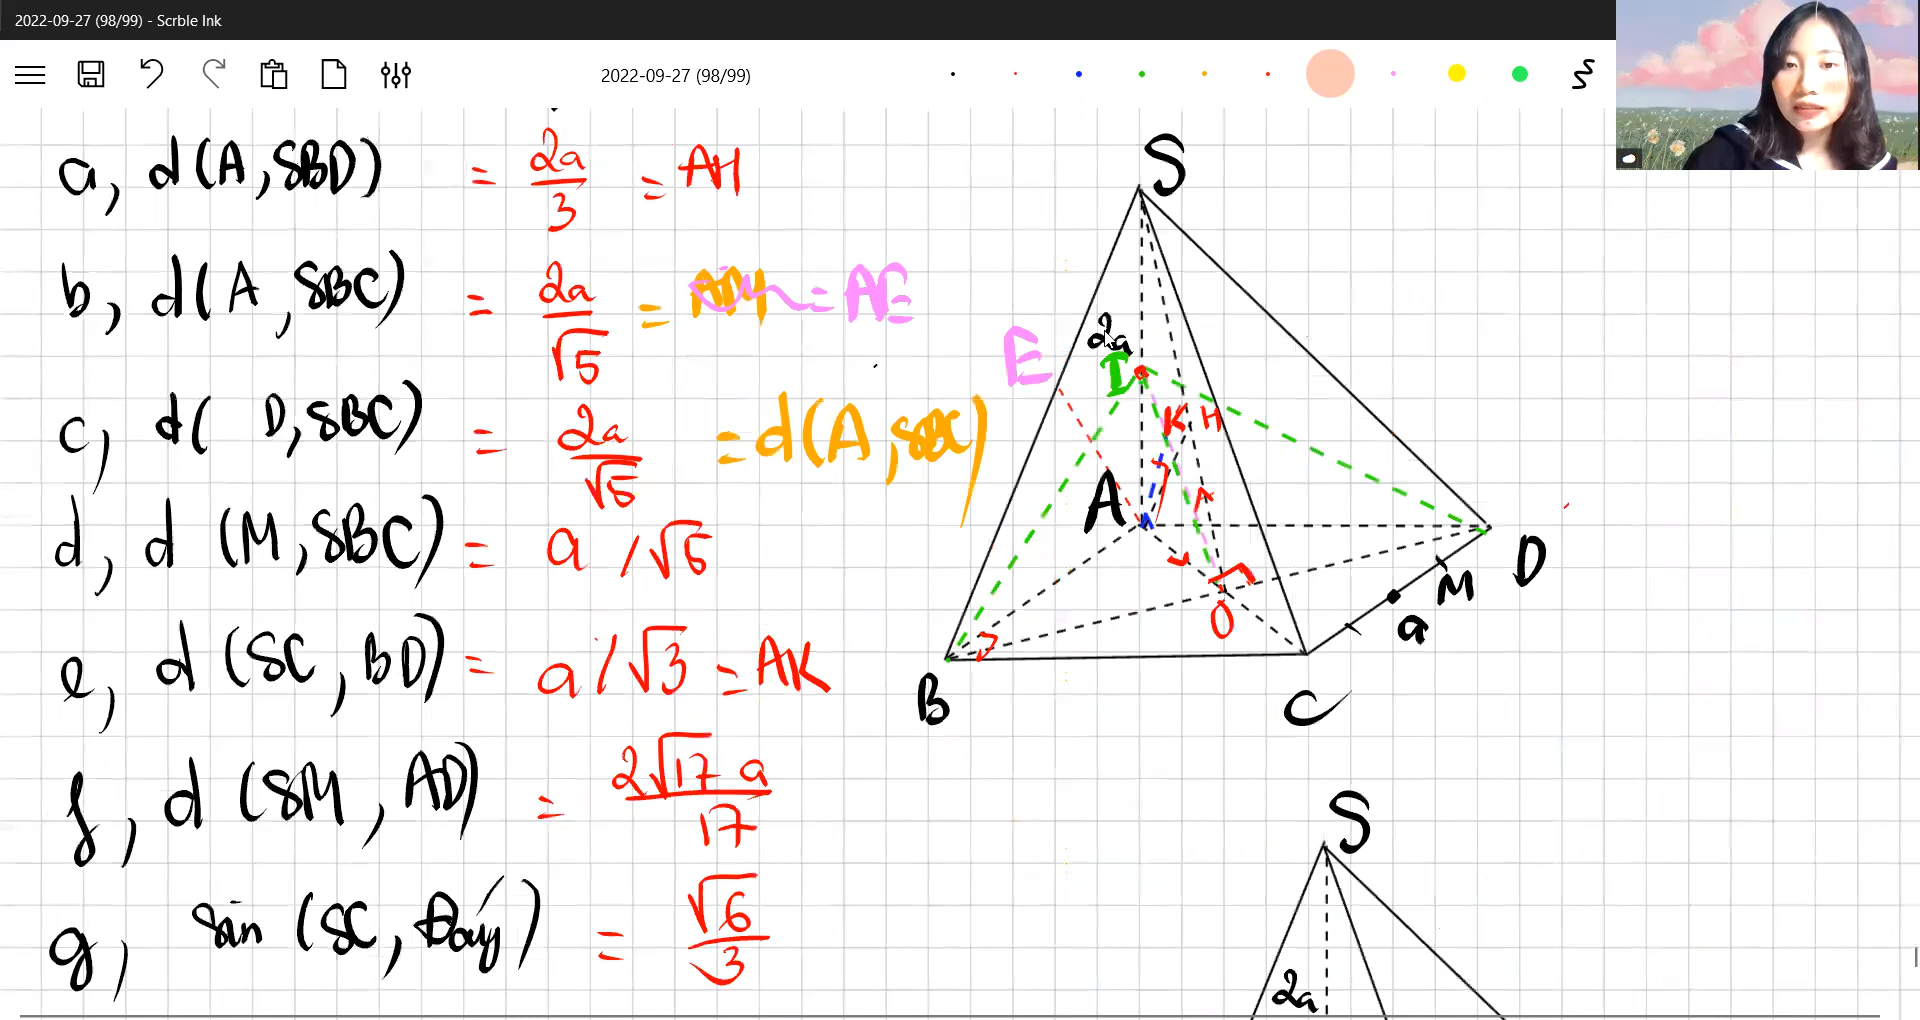 2022-09-27 (98/99) - Scrble Ink
2022-09-27 (98/99)
a, d(A, SBD) = 2a/3 = AH
b, d(A, SBC) = 2a/√5 = = AE
c, d(D, SBC) = 2a/√5 = d(A, SBC)
d, d(M, SBC) = a/√5
e, d(SC, BD) = a/√3 = AK
f, d(SM, AD) = 2√17 a/17
g, sin(SC, Đáy) = √6/3
S
2a
E
I
K H
A
D
M
a
O
B
C
S
2a